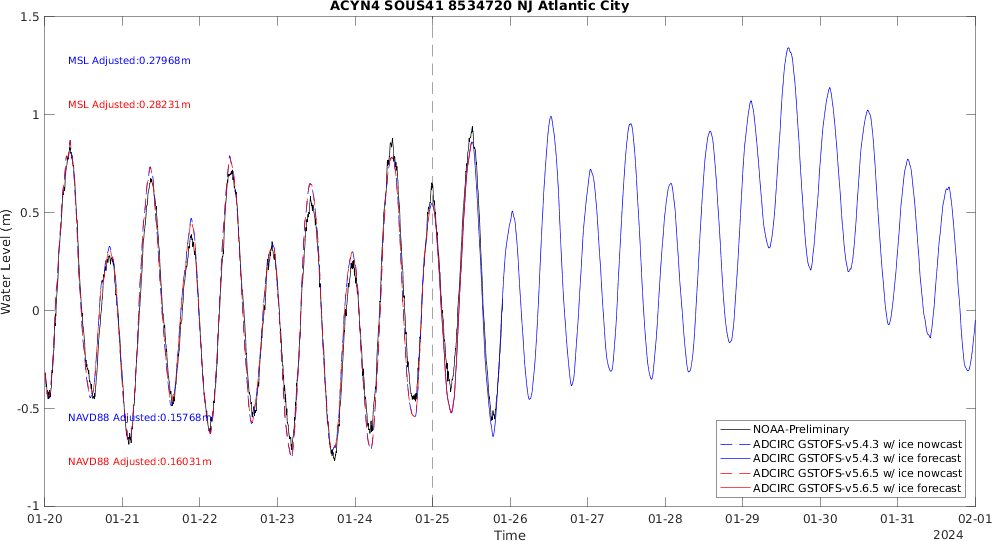 ACYN4 SOUS41 8534720 NJ Atlantic City
1.5
1
0.5
0
-0.5
-1
Water Level (m)
MSL Adjusted:0.27968m
MSL Adjusted:0.28231m
NAVD88 Adjusted:0.15768m
NAVD88 Adjusted:0.16031m
NOAA-Preliminary
ADCIRC GSTOFS-v5.4.3 w/ ice nowcast
ADCIRC GSTOFS-v5.4.3 w/ ice forecast
ADCIRC GSTOFS-v5.6.5 w/ ice nowcast
ADCIRC GSTOFS-v5.6.5 w/ ice forecast
01-20 01-21 01-22 01-23 01-24 01-25 01-26 01-27 01-28 01-29 01-30 01-31 02-01
Time
2024